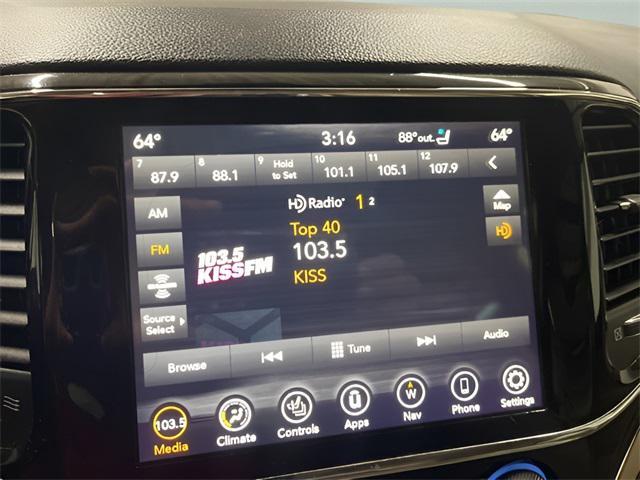 64° 3:16 88° out. 64°
7 8 9 Hold to Set 10 11 12
87.9 88.1 101.1 105.1 107.9
AM HD Radio 1 2 Map
Top 40
FM 103.5 HD
103.5
KISSFM
KISS
Source
Select
Browse Tune Audio
103.5 W
Media Climate Controls Apps Nav Phone Settings